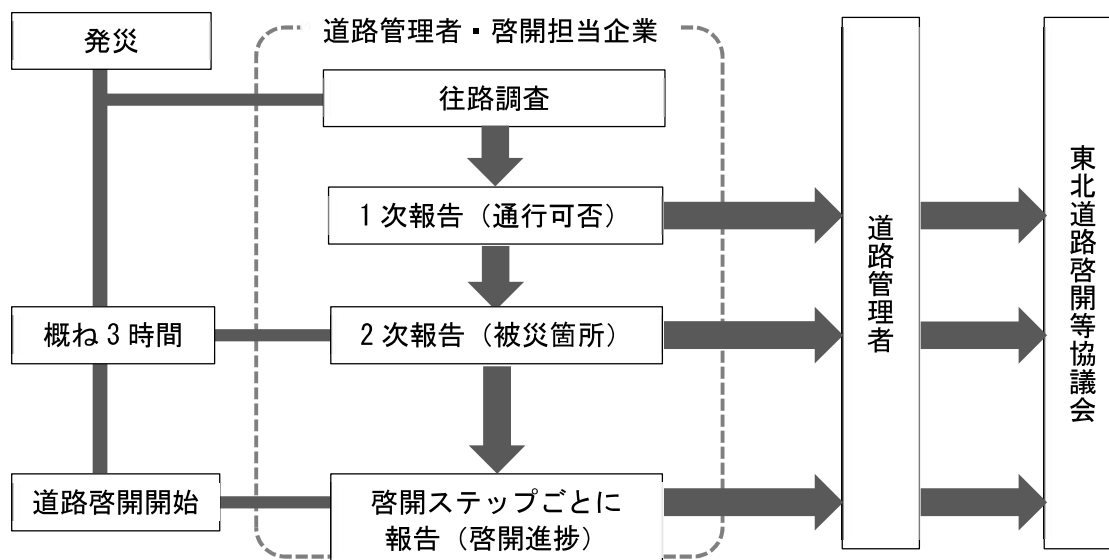 発災
道路管理者・啓開担当企業
往路調査
1次報告（通行可否）
概ね3時間
2次報告（被災箇所）
道路啓開開始
啓開ステップごとに
報告（啓開進捗）
道路管理者
東北道路啓開等協議会